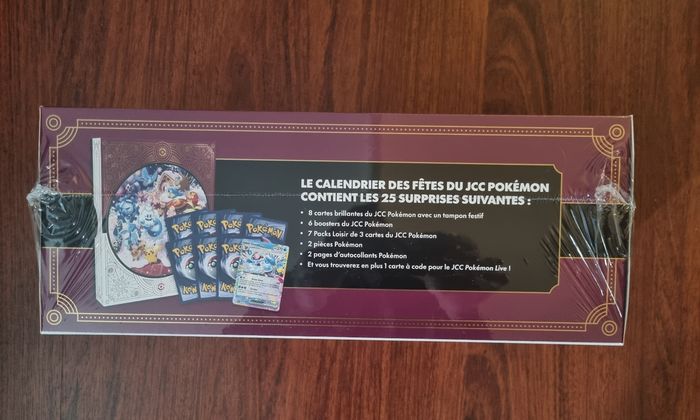 LE CALENDRIER DES FÊTES DU JCC POKÉMON
CONTIENT LES 25 SURPRISES SUIVANTES :
• 8 cartes brillantes du JCC Pokémon avec un tampon festif
• 6 boosters du JCC Pokémon
• 7 Packs Loisir de 3 cartes du JCC Pokémon
• 2 pièces Pokémon
• 2 pages d'autocollants Pokémon
• Et vous trouverez en plus 1 carte à code pour le JCC Pokémon Live !